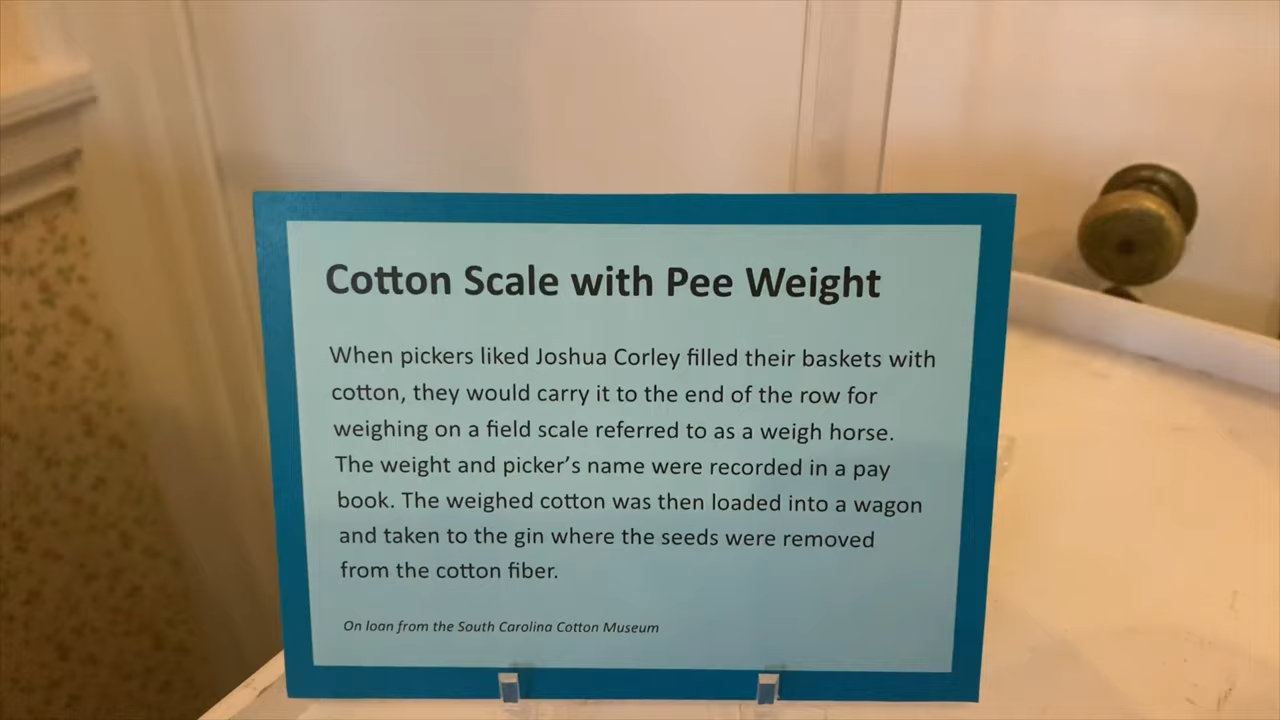 Cotton Scale with Pee Weight
When pickers liked Joshua Corley filled their baskets with
cotton, they would carry it to the end of the row for
weighing on a field scale referred to as a weigh horse.
The weight and picker's name were recorded in a pay
book. The weighed cotton was then loaded into a wagon
and taken to the gin where the seeds were removed
from the cotton fiber.
On loan from the South Carolina Cotton Museum